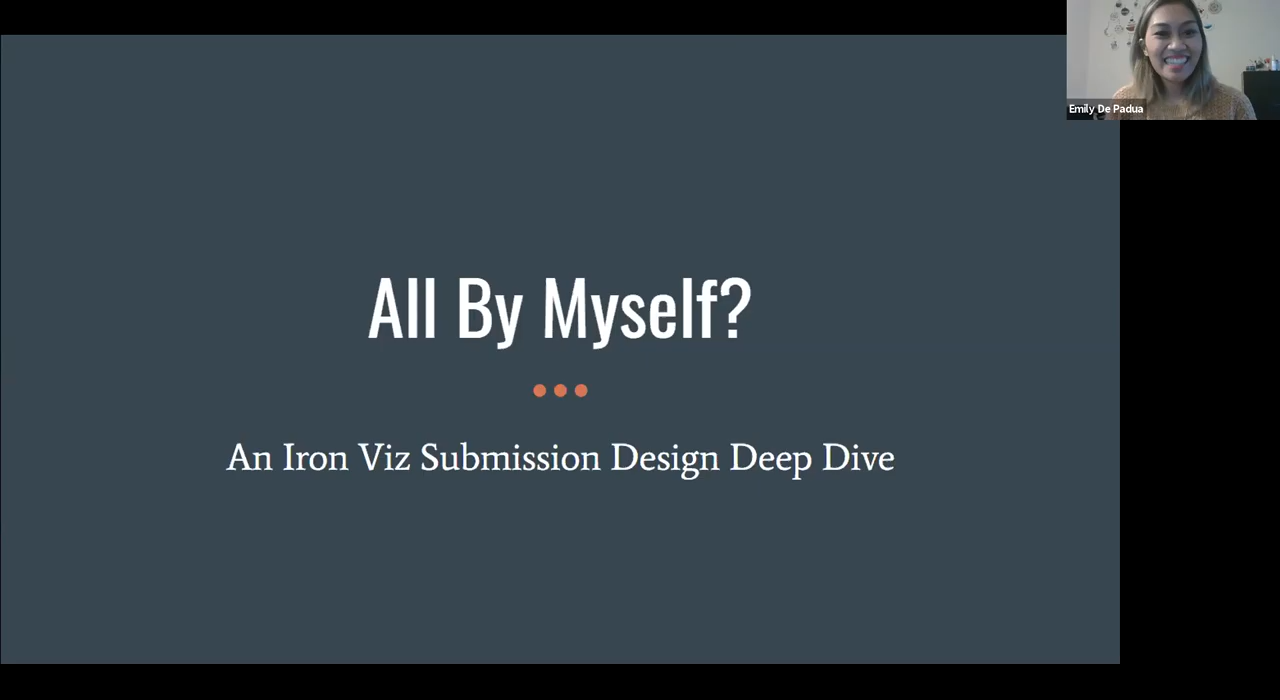 All By Myself?
An Iron Viz Submission Design Deep Dive
Emily De Padua